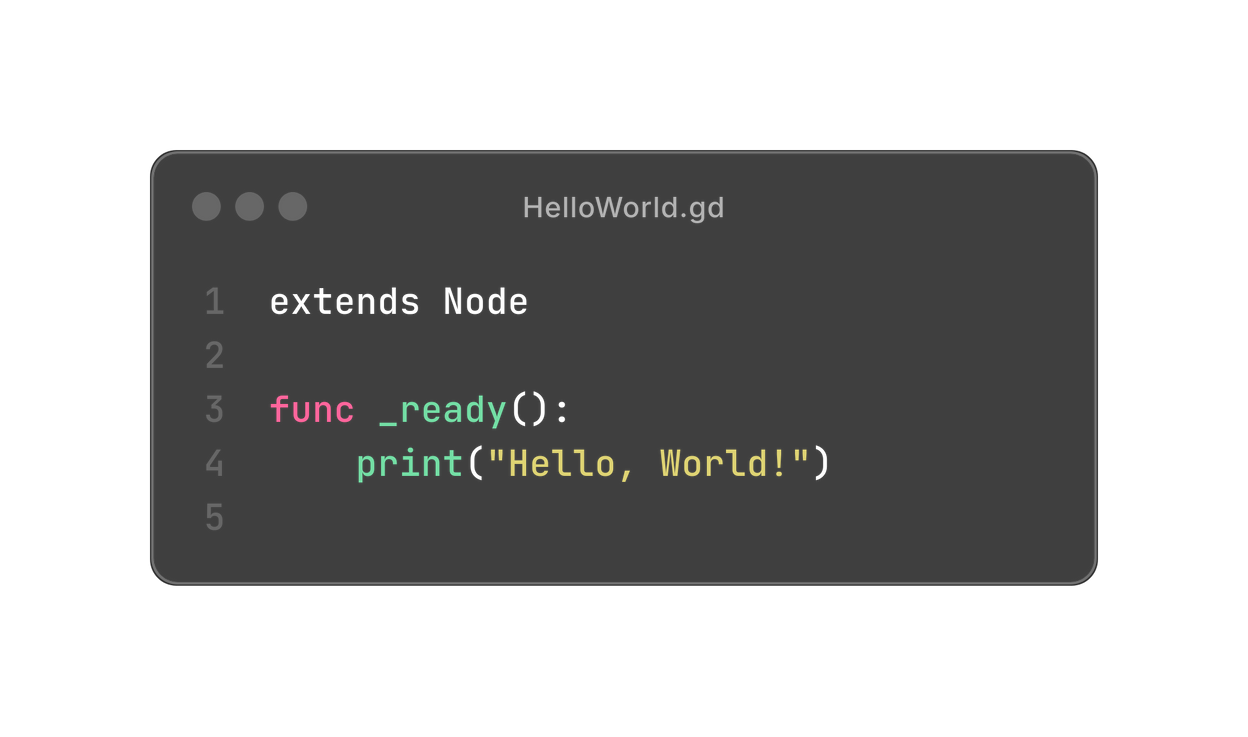 HelloWorld.gd
1 extends Node
2
3 func _ready():
4     print("Hello, World!")
5